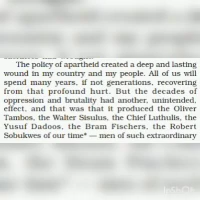 The policy of apartheid created a deep and lasting
wound in my country and my people. All of us will
spend many years, if not generations, recovering
from that profound hurt. But the decades of
oppression and brutality had another, unintended,
effect, and that was that it produced the Oliver
Tambos, the Walter Sisulus, the Chief Luthulis, the
Yusuf Dadoos, the Bram Fischers, the Robert
Sobukwes of our time* — men of such extraordinary